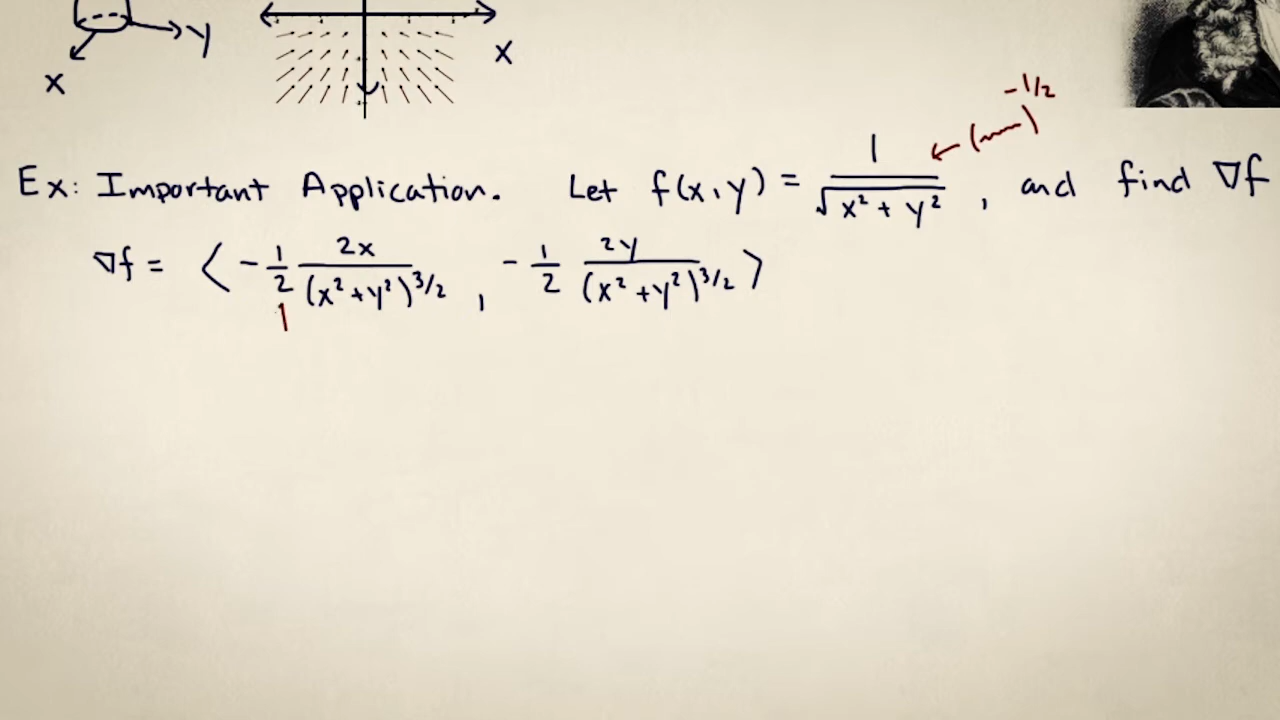 y
x
x
-1/2
← (~~~)
Ex: Important Application. Let f(x,y) = 1/√(x² + y²), and find ∇f
∇f = ⟨ -1/2 2x/(x²+y²)^3/2 , -1/2 2y/(x²+y²)^3/2 ⟩
1